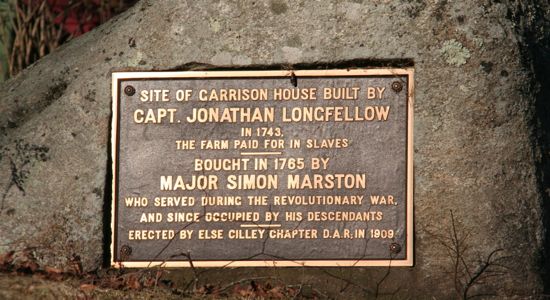 SITE OF GARRISON HOUSE BUILT BY
CAPT. JONATHAN LONGFELLOW
IN 1743,
THE FARM PAID FOR IN SLAVES
BOUGHT IN 1765 BY
MAJOR SIMON MARSTON
WHO SERVED DURING THE REVOLUTIONARY WAR,
AND SINCE OCCUPIED BY HIS DESCENDANTS
ERECTED BY ELSE CILLEY CHAPTER D.A.R; IN 1909.